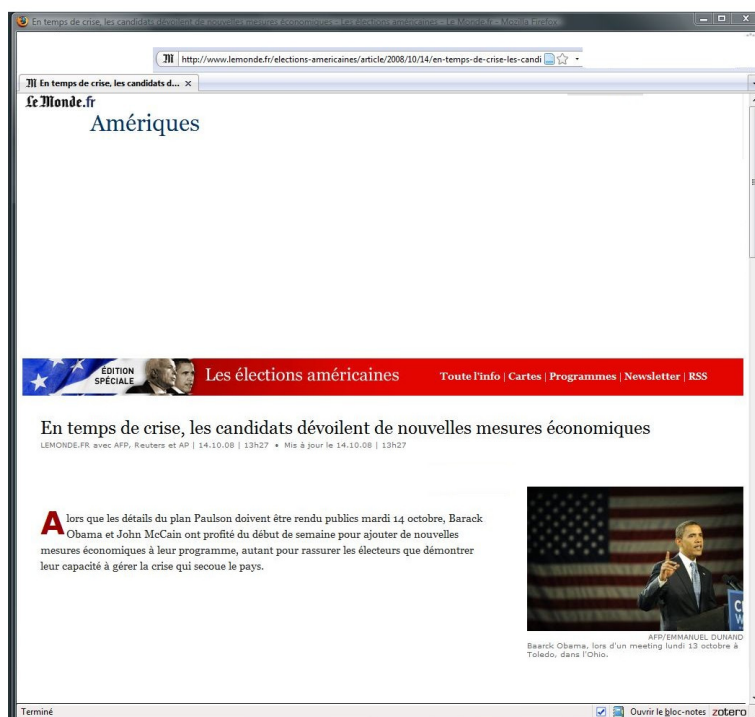 En temps de crise, les candidats dévoilent de nouvelles mesures économiques - Les élections américaines - Le Monde.fr - Mozilla Firefox
http://www.lemonde.fr/elections-americaines/article/2008/10/14/en-temps-de-crise-les-candi
En temps de crise, les candidats d...
Le Monde.fr
Amériques
ÉDITION
SPÉCIALE
Les élections américaines
Toute l'info | Cartes | Programmes | Newsletter | RSS
En temps de crise, les candidats dévoilent de nouvelles mesures économiques
LEMONDE.FR avec AFP, Reuters et AP | 14.10.08 | 13h27 • Mis à jour le 14.10.08 | 13h27
Alors que les détails du plan Paulson doivent être rendu publics mardi 14 octobre, Barack
Obama et John McCain ont profité du début de semaine pour ajouter de nouvelles
mesures économiques à leur programme, autant pour rassurer les électeurs que démontrer
leur capacité à gérer la crise qui secoue le pays.
AFP/EMMANUEL DUNAND
Baarck Obama, lors d'un meeting lundi 13 octobre à
Toledo, dans l'Ohio.
Terminé
Ouvrir le bloc-notes zotero